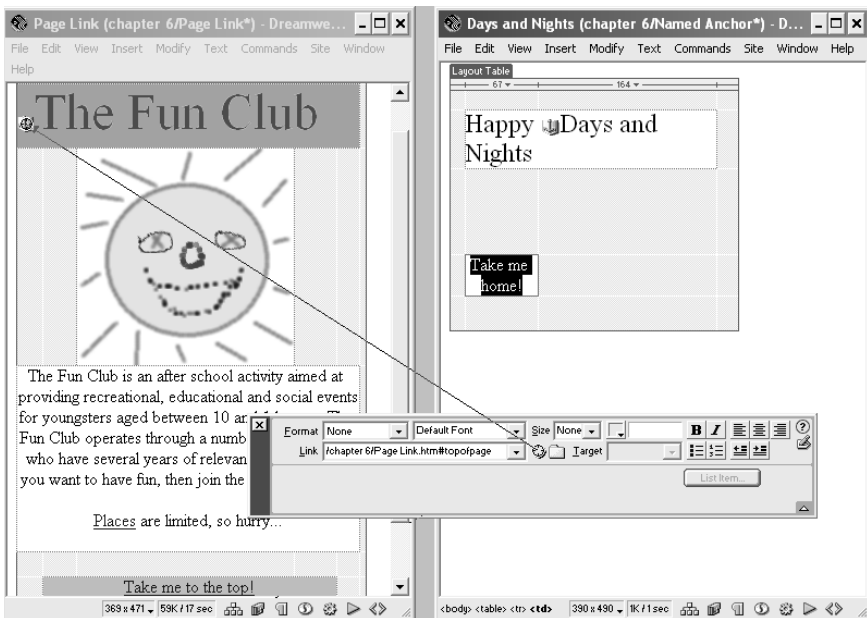 Page Link (chapter 6/Page Link*) - Dreamwe...
File Edit View Insert Modify Text Commands Site Window
Help
The Fun Club
The Fun Club is an after school activity aimed at
providing recreational, educational and social events
for youngsters aged between 10 and
Fun Club operates through a numb
who have several years of relevan
you want to have fun, then join the
Places are limited, so hurry...
Take me to the top!
369 x 471 59K / 17 sec
Days and Nights (chapter 6/Named Anchor*) - D...
File Edit View Insert Modify Text Commands Site Window Help
Layout Table
67 164
Happy Days and
Nights
Take me
home!
Format None Default Font Size None B I
Link /chapter 6/Page Link.htm#topofpage Target
List Item...
<body> <table> <tr> <td> 390 x 490 1K / 1 sec